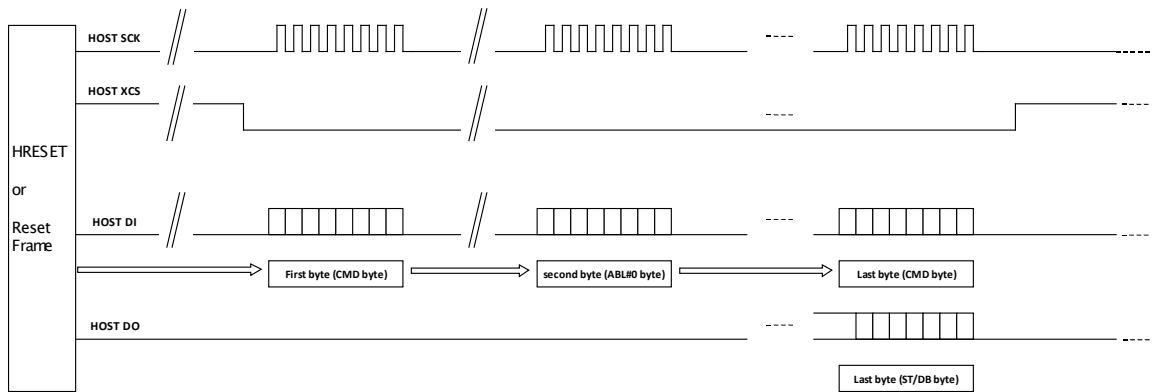 HOST SCK
HOST XCS
HRESET
or
Reset
Frame
HOST DI
First byte (CMD byte)
second byte (ABL#0 byte)
Last byte (CMD byte)
HOST DO
Last byte (ST/DB byte)